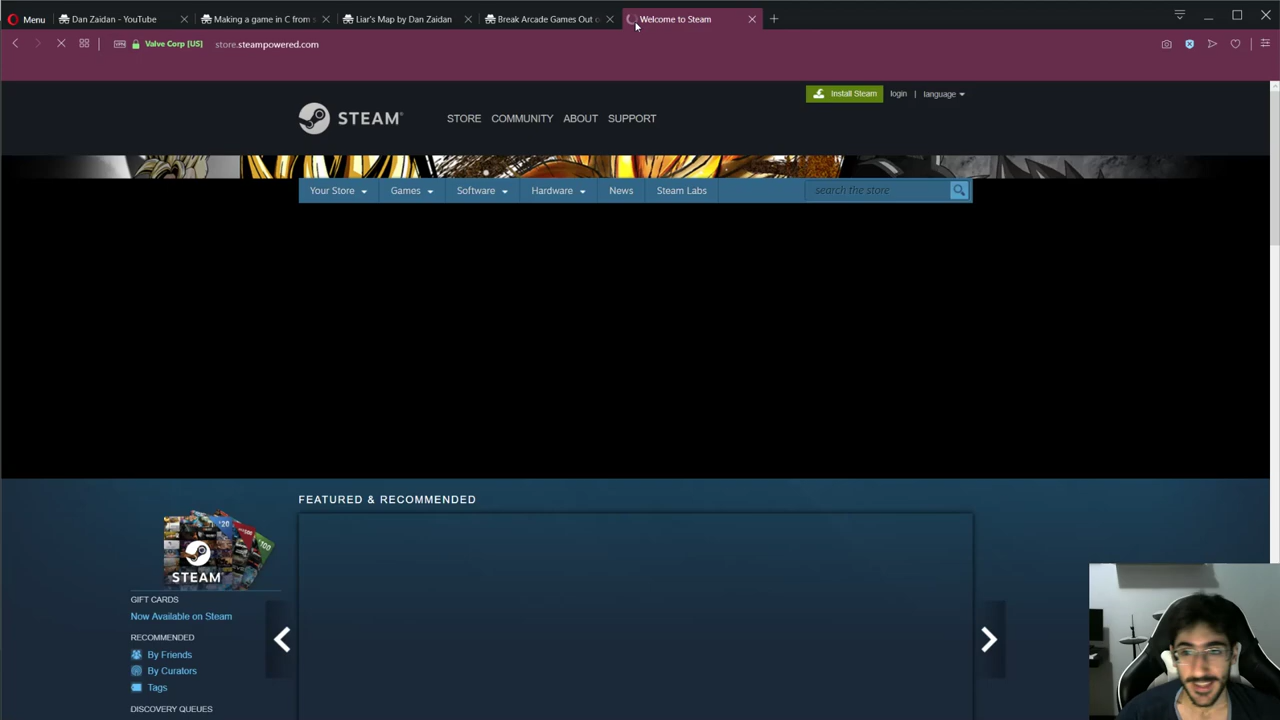 Menu
Dan Zaidan - YouTube
Making a game in C from s
Liar's Map by Dan Zaidan
Break Arcade Games Out o
Welcome to Steam
VPN
Valve Corp [US]
store.steampowered.com
Install Steam
login | language
STEAM®
STORE COMMUNITY ABOUT SUPPORT
Your Store
Games
Software
Hardware
News
Steam Labs
search the store
FEATURED & RECOMMENDED
$20
$100
STEAM
GIFT CARDS
Now Available on Steam
RECOMMENDED
By Friends
By Curators
Tags
DISCOVERY QUEUES